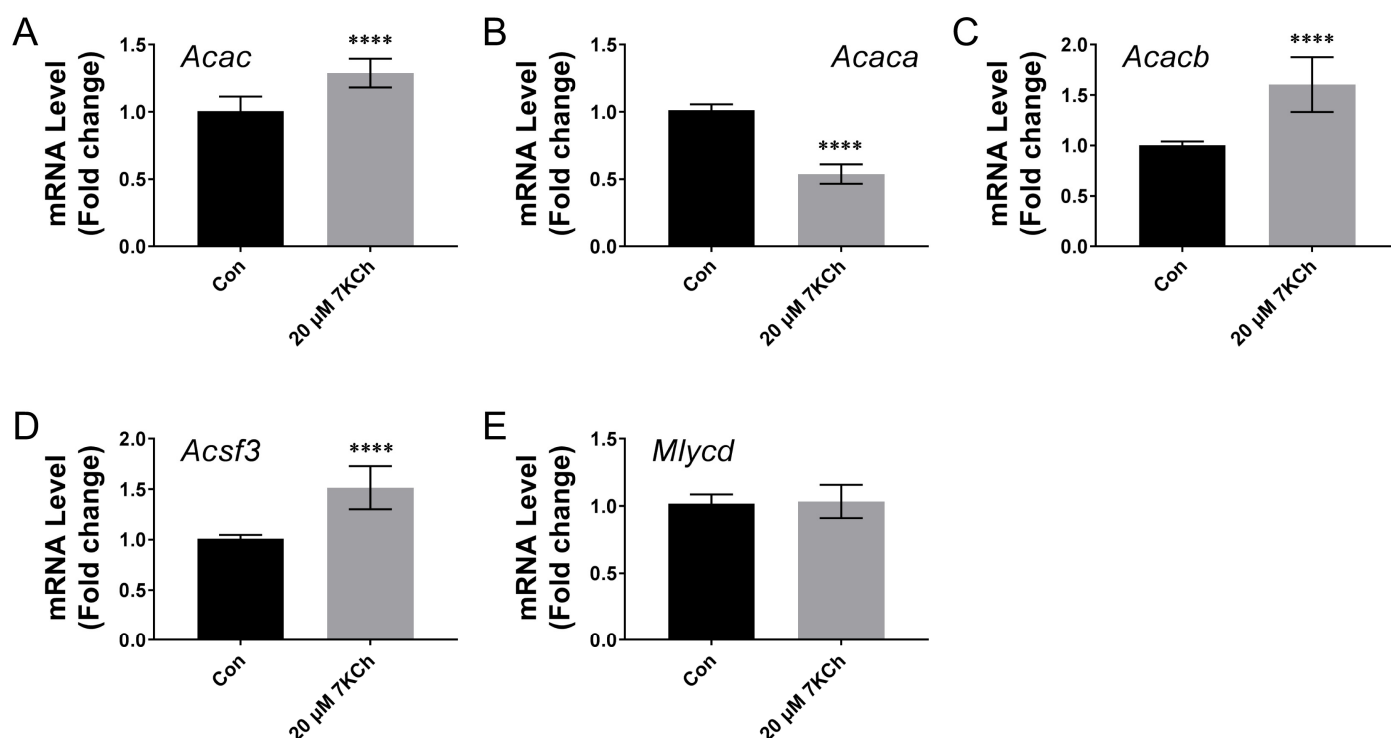 A
mRNA Level
(Fold change)
1.5
1.0
0.5
0.0
Acac
****
Con
20 µM 7KCh
B
mRNA Level
(Fold change)
1.5
1.0
0.5
0.0
Acaca
****
Con
20 µM 7KCh
C
mRNA Level
(Fold change)
2.0
1.5
1.0
0.5
0.0
Acacb
****
Con
20 µM 7KCh
D
mRNA Level
(Fold change)
2.0
1.5
1.0
0.5
0.0
Acsf3
****
Con
20 µM 7KCh
E
mRNA Level
(Fold change)
1.5
1.0
0.5
0.0
Mlycd
Con
20 µM 7KCh